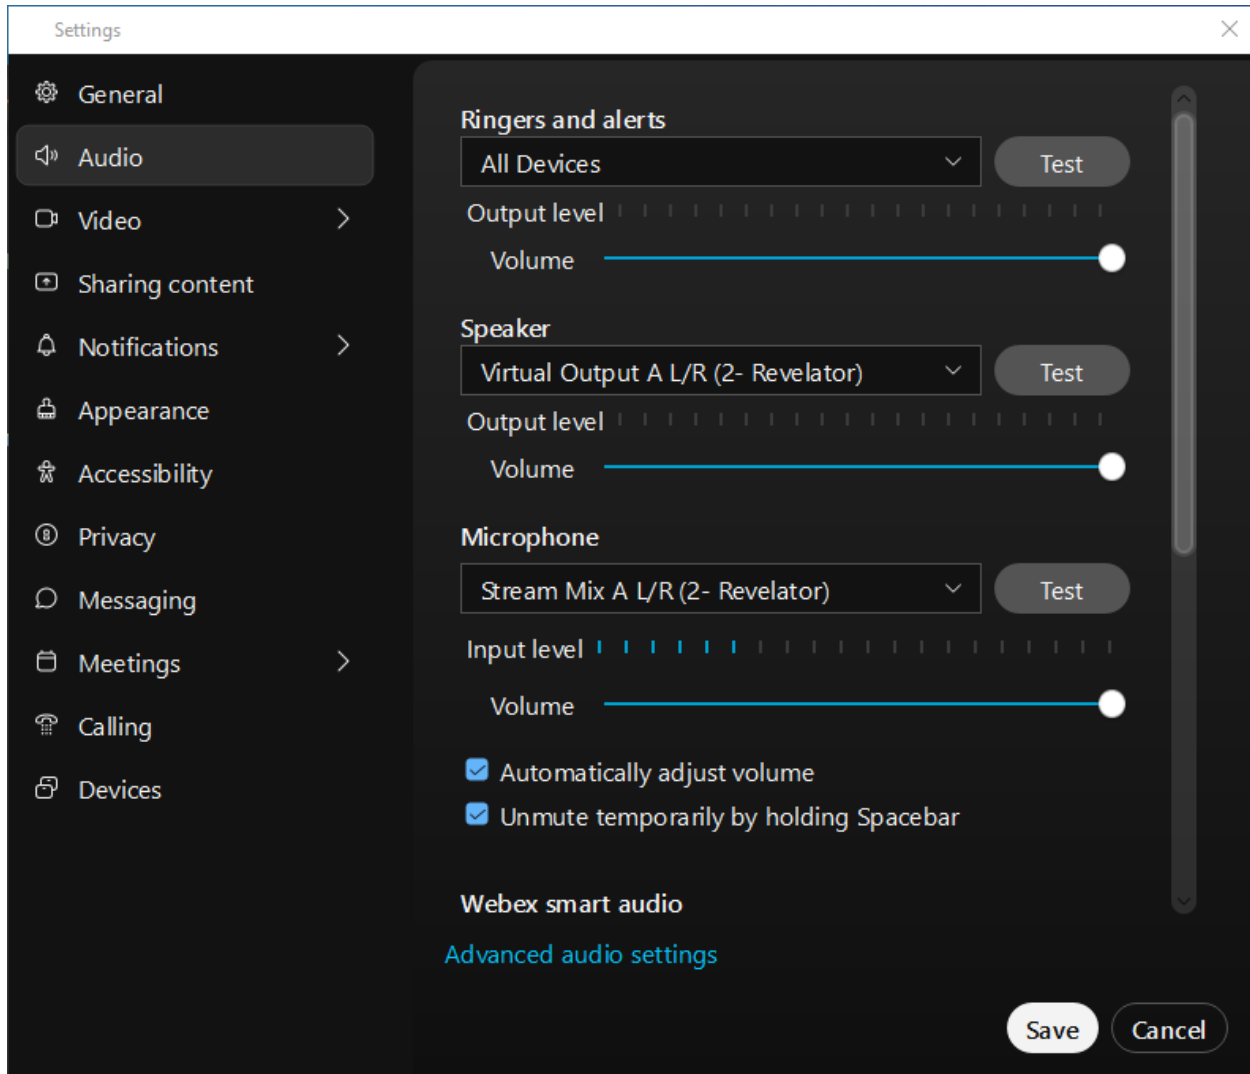 Settings
General
Audio
Video
Sharing content
Notifications
Appearance
Accessibility
Privacy
Messaging
Meetings
Calling
Devices
Ringers and alerts
All Devices
Test
Output level
Volume
Speaker
Virtual Output A L/R (2- Revelator)
Test
Output level
Volume
Microphone
Stream Mix A L/R (2- Revelator)
Test
Input level
Volume
Automatically adjust volume
Unmute temporarily by holding Spacebar
Webex smart audio
Advanced audio settings
Save
Cancel